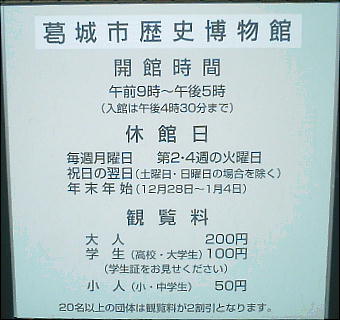 葛城市歴史博物館
開館時間
午前9時～午後5時
(入館は午後4時30分まで)
休館日
毎週月曜日 第2・4週の火曜日
祝日の翌日(土曜日・日曜日の場合を除く)
年末年始(12月28日～1月4日)
観覧料
大人 200円
学生(高校・大学生)100円
(学生証をお見せください)
小人(小・中学生) 50円
20名以上の団体は観覧料が2割引となります。